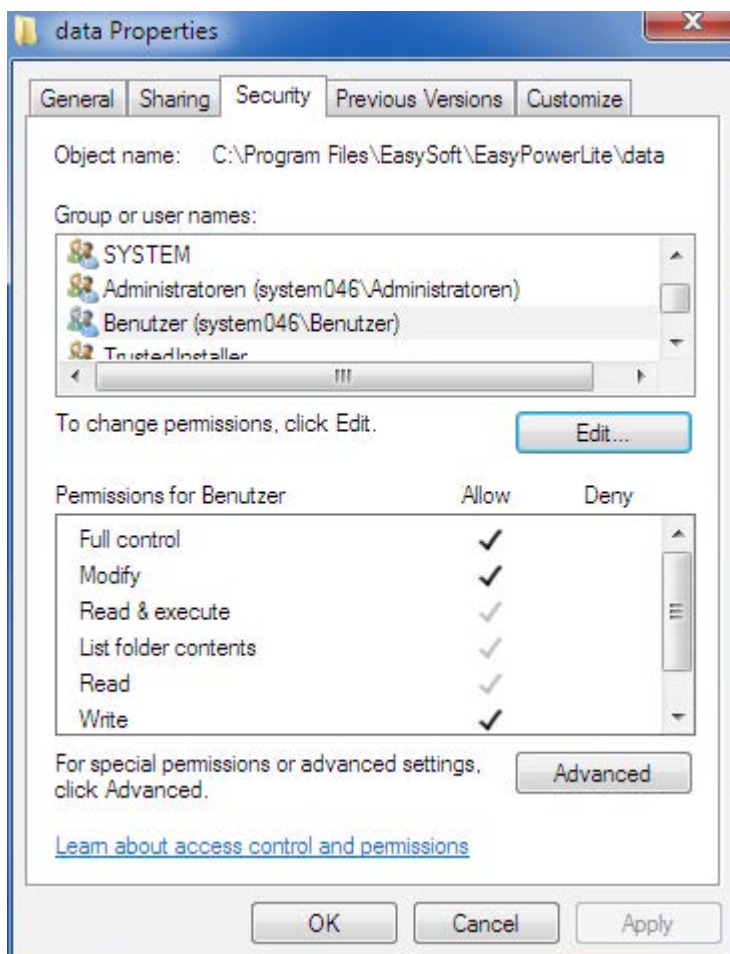 data Properties
General Sharing Security Previous Versions Customize
Object name: C:\Program Files\EasySoft\EasyPowerLite\data
Group or user names:
SYSTEM
Administratoren (system046\Administratoren)
Benutzer (system046\Benutzer)
TrustedInstaller
To change permissions, click Edit.
Edit...
Permissions for Benutzer Allow Deny
Full control
Modify
Read & execute
List folder contents
Read
Write
For special permissions or advanced settings,
click Advanced.
Advanced
Learn about access control and permissions
OK Cancel Apply